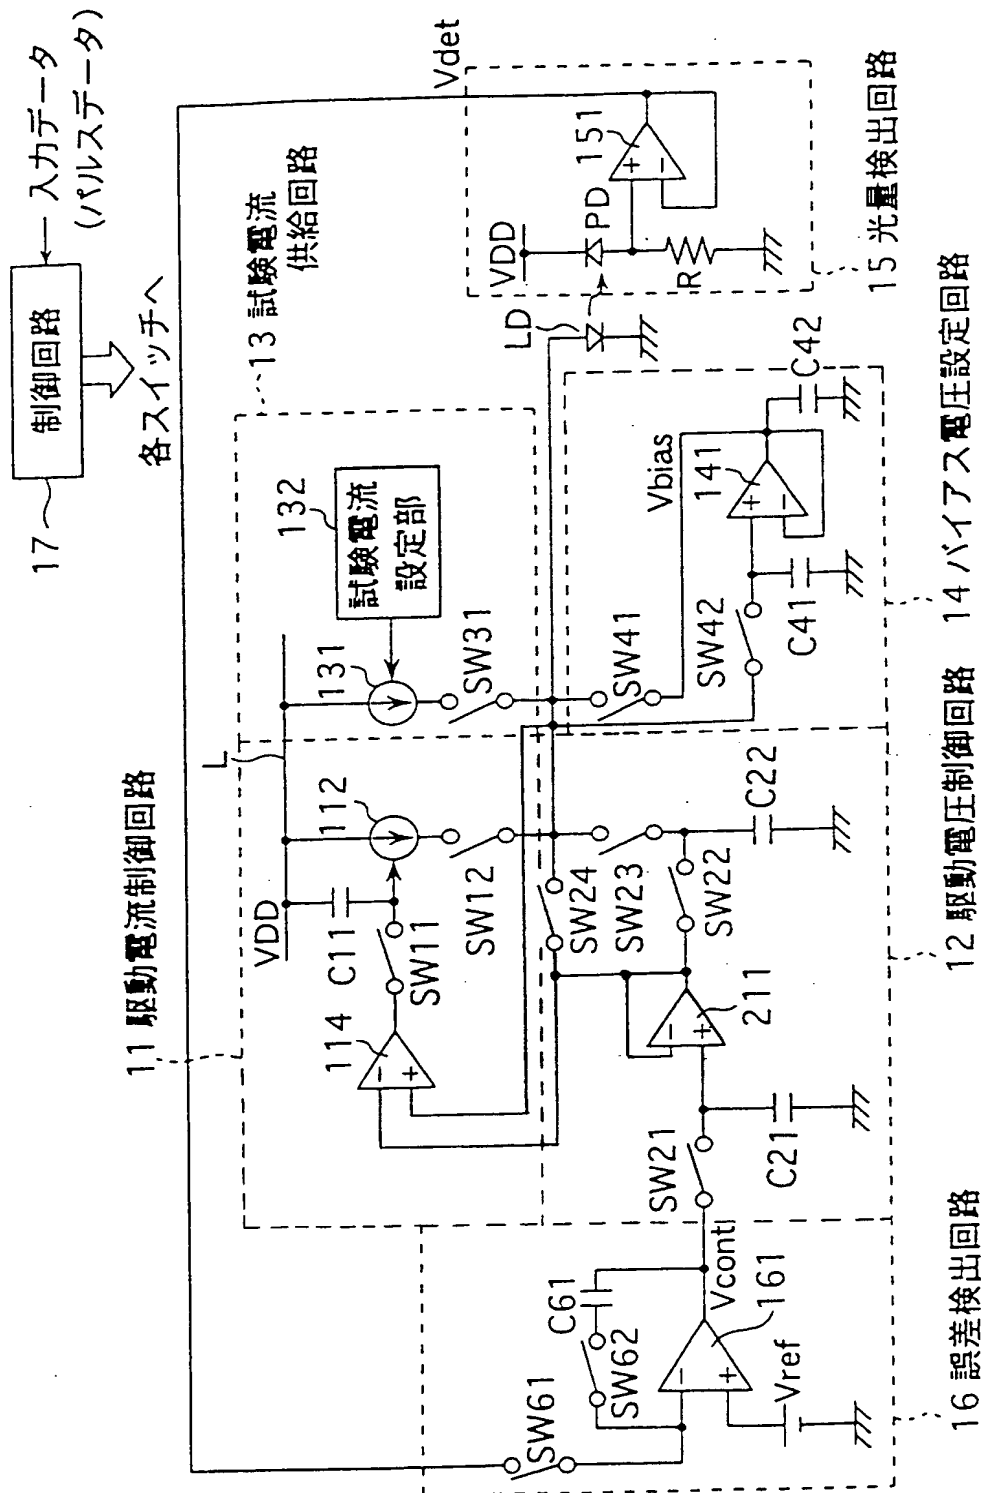 17
制御回路
入力データ
(パルスデータ)
各スイッチへ
Vdet
13 試験電流
供給回路
132
試験電流
設定部
131
SW31
L
11 駆動電流制御回路
VDD
112
C11
SW11
SW12
114
−
+
VDD
PD
151
+
−
R
15 光量検出回路
LD
Vbias
C42
141
+
−
SW41
SW42
C41
14 バイアス電圧設定回路
SW24
SW23
SW22
C22
211
−
+
SW21
C21
12 駆動電圧制御回路
C61
SW62
SW61
Vcont
161
−
+
Vref
16 誤差検出回路